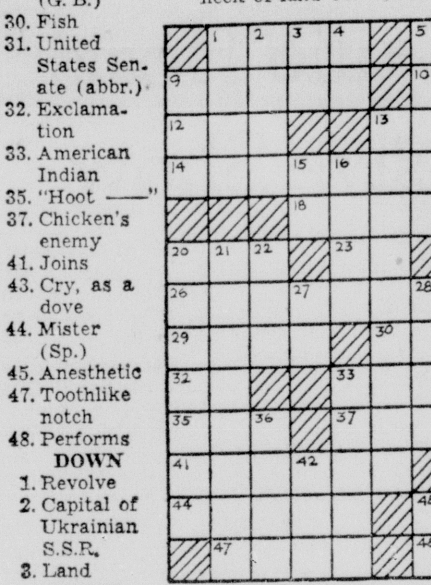 (G. B.)
30. Fish
31. United
States Sen-
ate (abbr.)
32. Exclama-
tion
33. American
Indian
35. "Hoot ——"
37. Chicken's
enemy
41. Joins
43. Cry, as a
dove
44. Mister
(Sp.)
45. Anesthetic
47. Toothlike
notch
48. Performs
DOWN
1. Revolve
2. Capital of
Ukrainian
S.S.R.
3. Land
neck of land
1 2 3 4 5
9 10
12 13
14 15 16
18
20 21 22 23
26 27 28
29 30
32 33
35 36 37
41 42
44
47